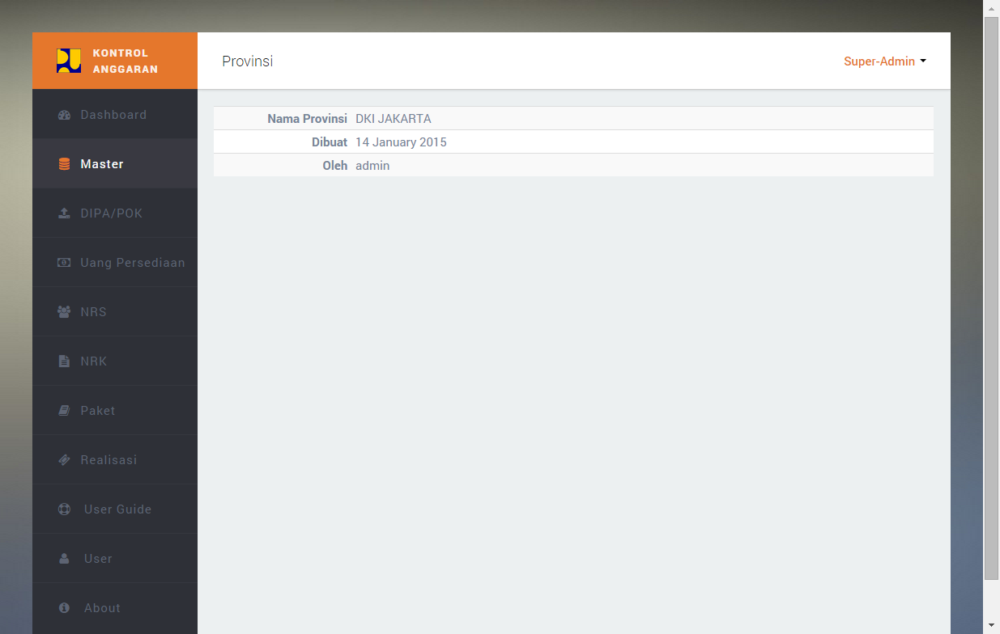 KONTROL
ANGGARAN
Provinsi
Super-Admin
Dashboard
Master
DIPA/POK
Uang Persediaan
NRS
NRK
Paket
Realisasi
User Guide
User
About
Nama Provinsi DKI JAKARTA
Dibuat 14 January 2015
Oleh admin